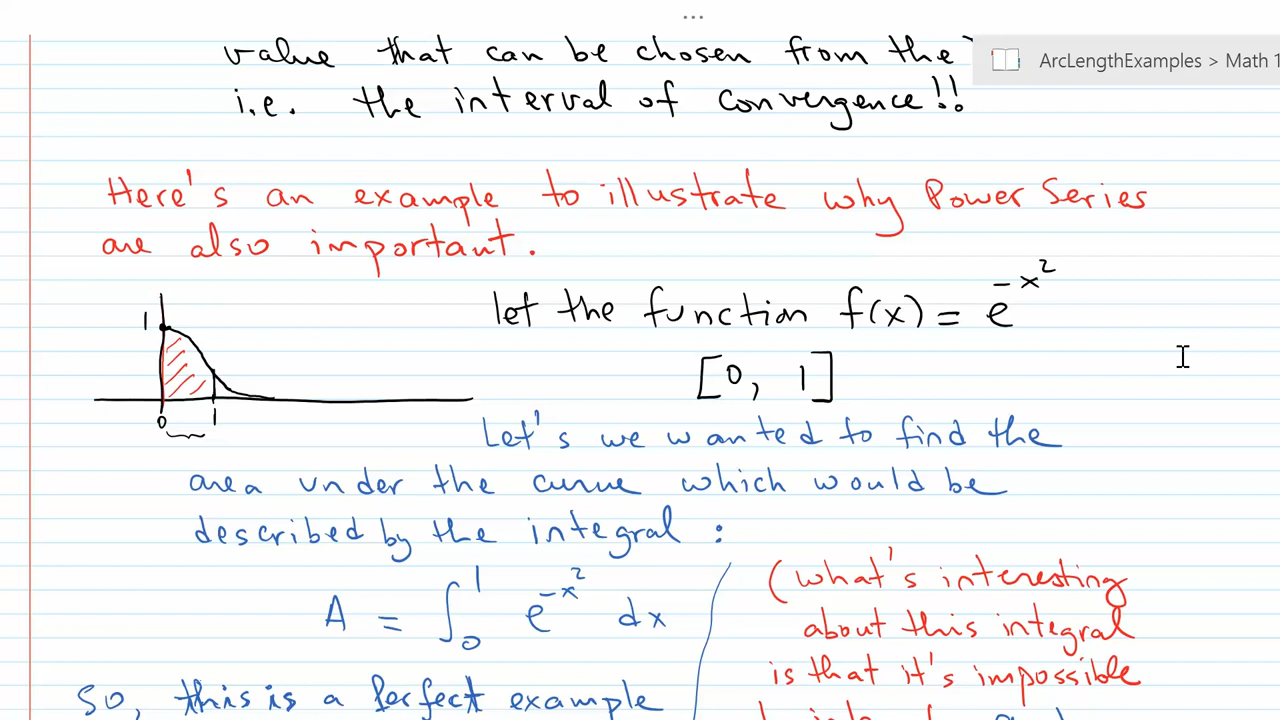 value that can be chosen from the
i.e. the interval of convergence!!
ArcLengthExamples > Math 1
Here's an example to illustrate why Power Series
are also important.
let the function f(x) = e^{-x^2}
[0, 1]
1
0 1
Let's we wanted to find the
area under the curve which would be
described by the integral :
A = ∫_0^1 e^{-x^2} dx
(what's interesting
about this integral
is that it's impossible
So, this is a perfect example